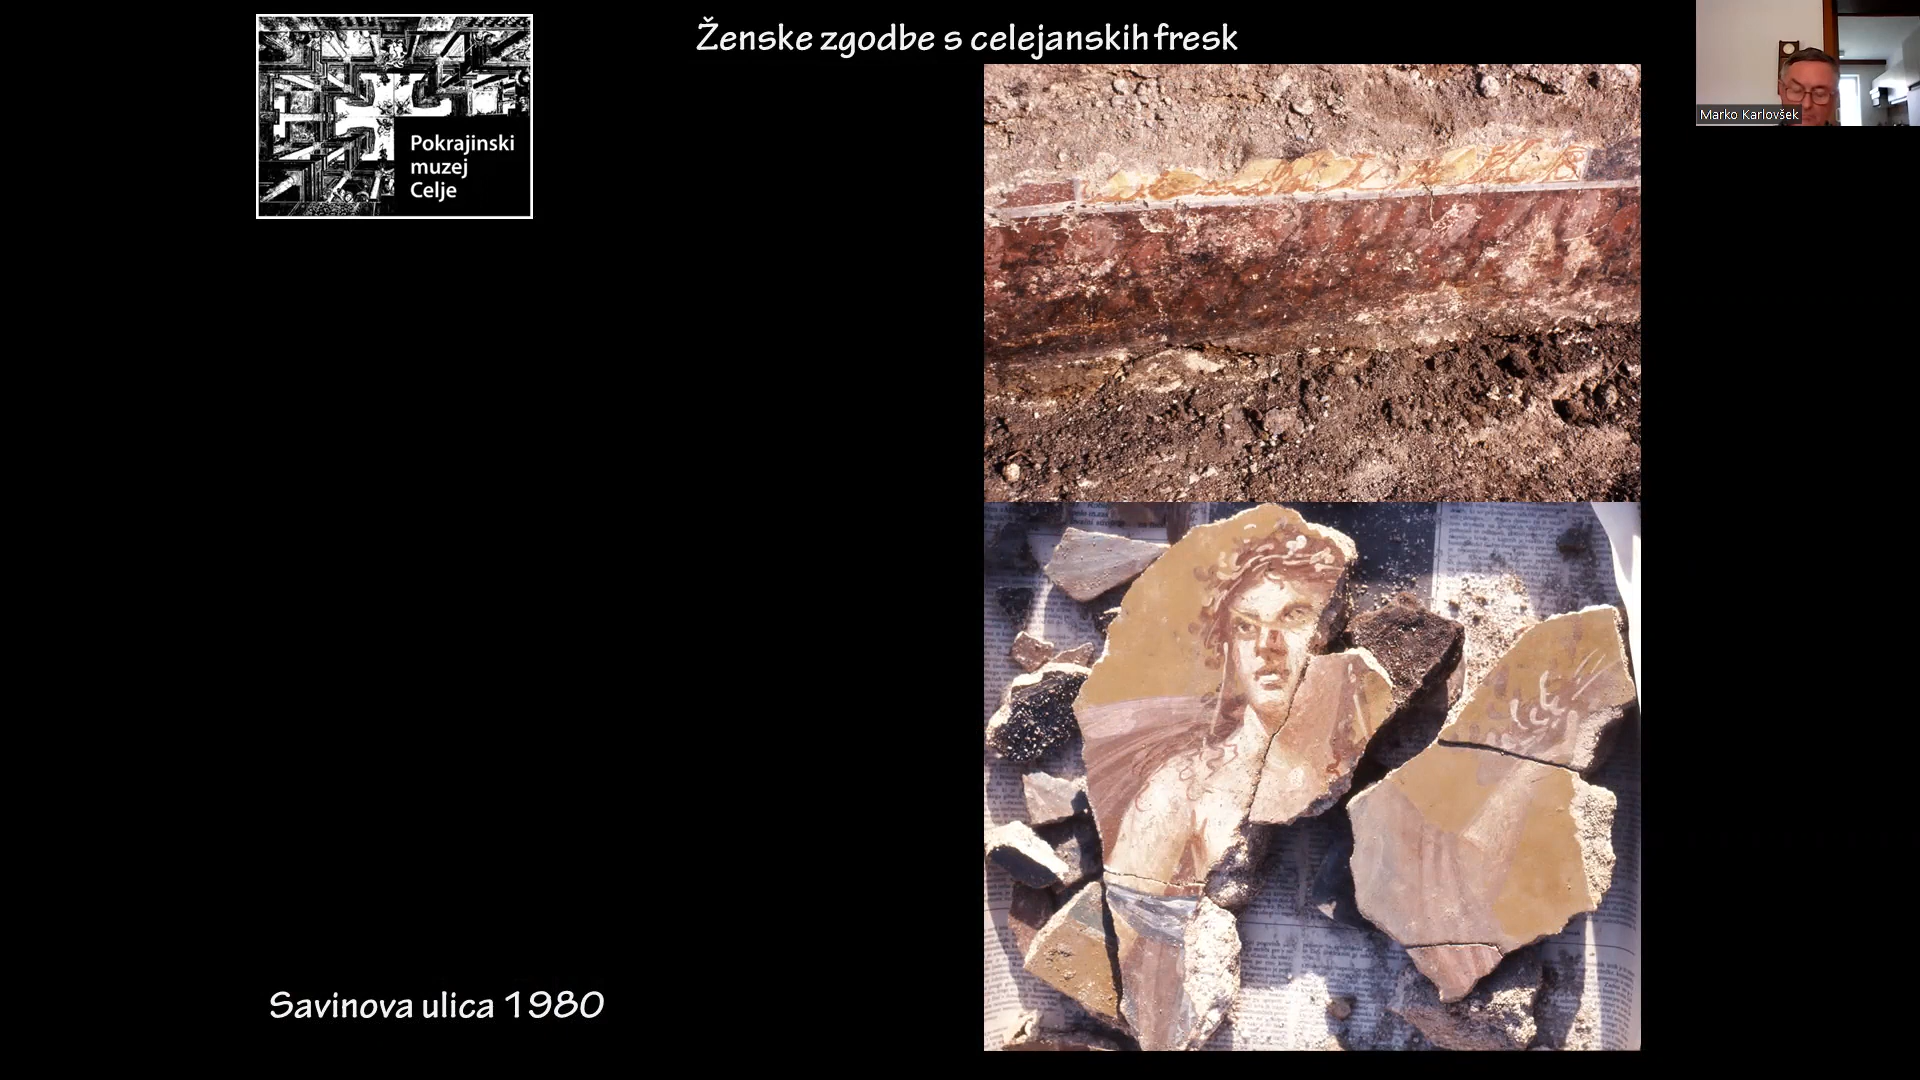 Ženske zgodbe s celejanskih fresk
Pokrajinski
muzej
Celje
Marko Karlovšek
Savinova ulica 1980